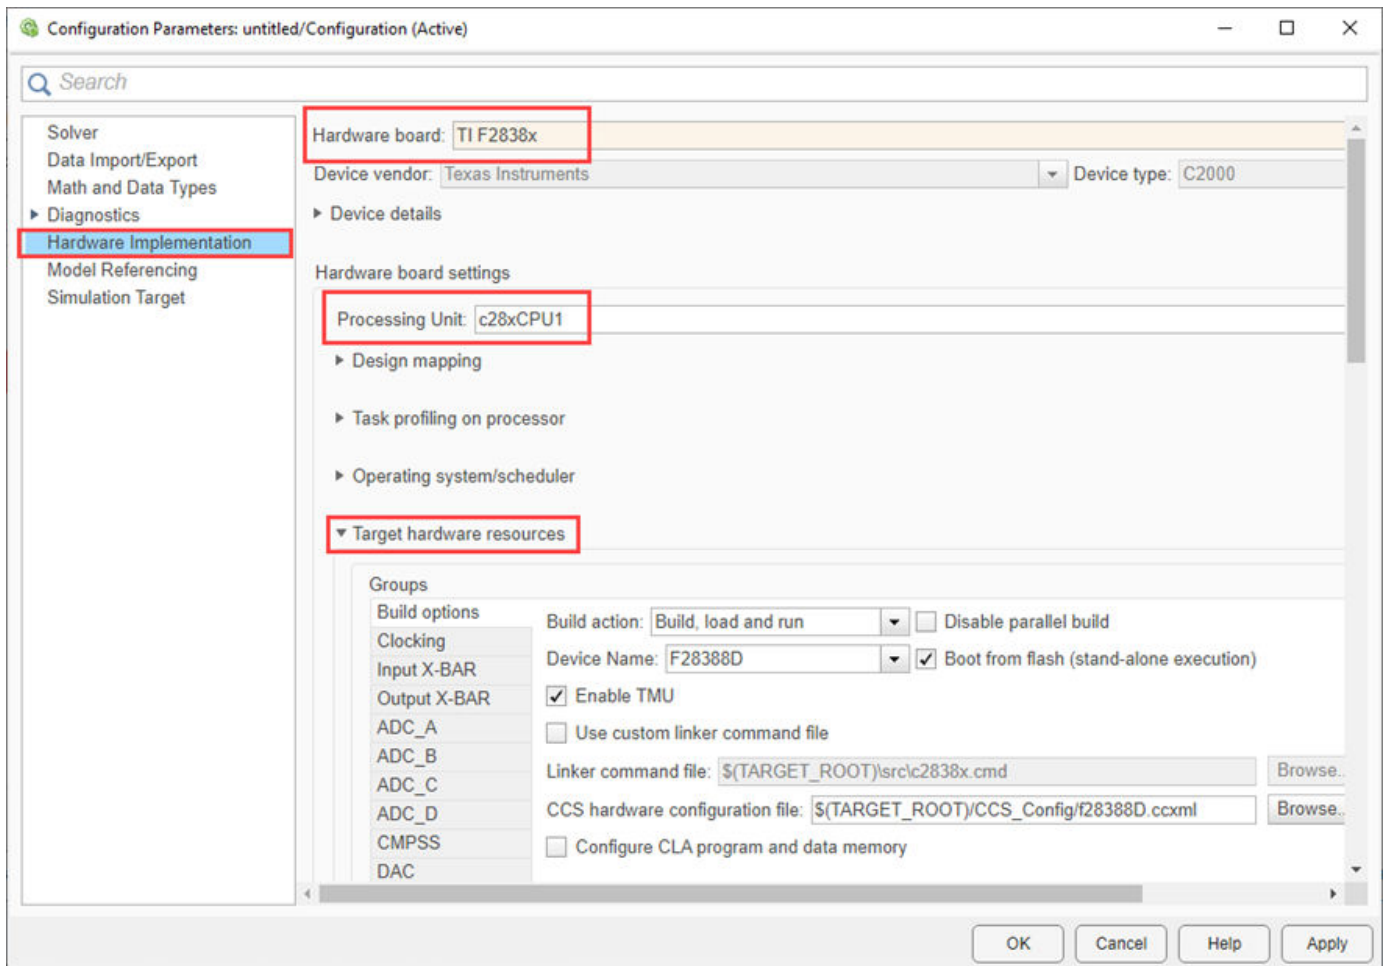 Configuration Parameters: untitled/Configuration (Active)
Search
Solver
Data Import/Export
Math and Data Types
Diagnostics
Hardware Implementation
Model Referencing
Simulation Target
Hardware board: TI F2838x
Device vendor: Texas Instruments Device type: C2000
Device details
Hardware board settings
Processing Unit: c28xCPU1
Design mapping
Task profiling on processor
Operating system/scheduler
Target hardware resources
Groups
Build options
Clocking
Input X-BAR
Output X-BAR
ADC_A
ADC_B
ADC_C
ADC_D
CMPSS
DAC
Build action: Build, load and run Disable parallel build
Device Name: F28388D Boot from flash (stand-alone execution)
Enable TMU
Use custom linker command file
Linker command file: $(TARGET_ROOT)\src\c2838x.cmd Browse..
CCS hardware configuration file: $(TARGET_ROOT)/CCS_Config/f28388D.ccxml Browse..
Configure CLA program and data memory
OK Cancel Help Apply